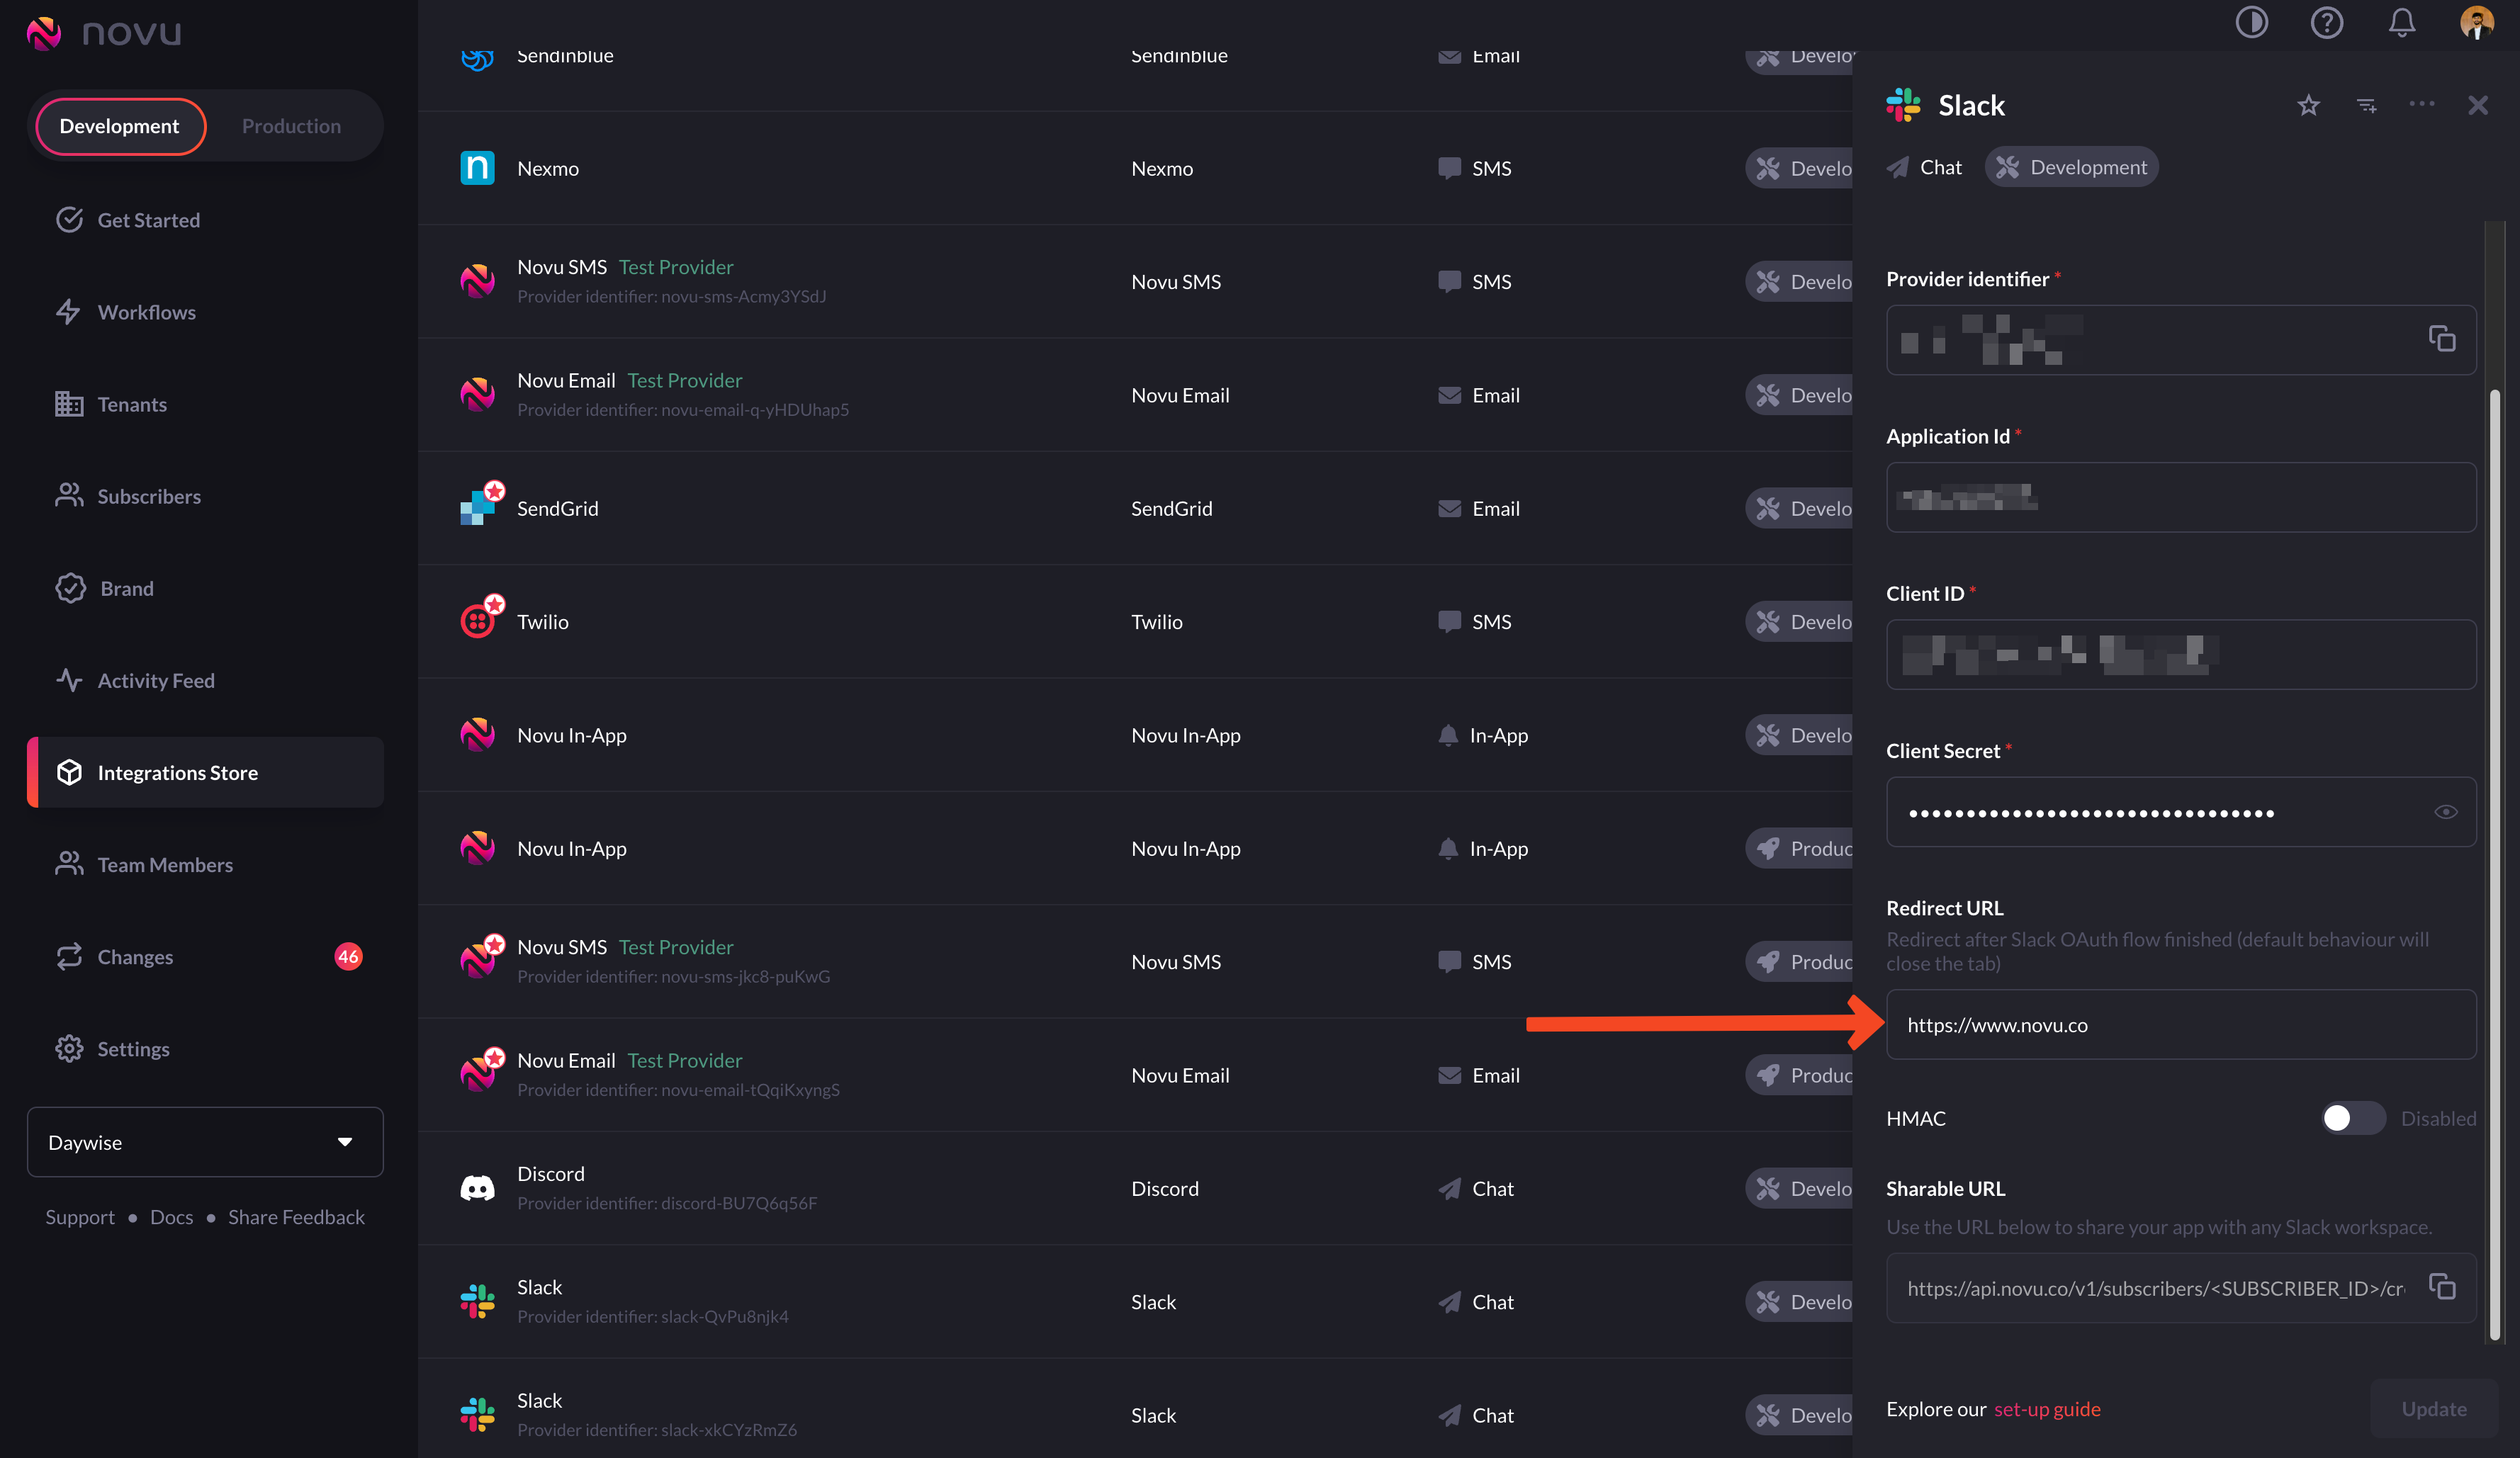 novu
Development
Production
Get Started
Workflows
Tenants
Subscribers
Brand
Activity Feed
Integrations Store
Team Members
Changes
46
Settings
Daywise
Support • Docs • Share Feedback
Sendinblue Sendinblue Email Develo
Nexmo Nexmo SMS Develo
Novu SMS Test Provider
Provider identifier: novu-sms-Acmy3YSdJ
Novu SMS SMS Develo
Novu Email Test Provider
Provider identifier: novu-email-q-yHDUhap5
Novu Email Email Develo
SendGrid SendGrid Email Develo
Twilio Twilio SMS Develo
Novu In-App Novu In-App In-App Develo
Novu In-App Novu In-App In-App Produc
Novu SMS Test Provider
Provider identifier: novu-sms-jkc8-puKwG
Novu SMS SMS Produc
Novu Email Test Provider
Provider identifier: novu-email-tQqiKxyngS
Novu Email Email Produc
Discord
Provider identifier: discord-BU7Q6q56F
Discord Chat Develo
Slack
Provider identifier: slack-QvPu8njk4
Slack Chat Develo
Slack
Provider identifier: slack-xkCYzRmZ6
Slack Chat Develo
Slack
Chat Development
Provider identifier *
Application Id *
Client ID *
Client Secret *
Redirect URL
Redirect after Slack OAuth flow finished (default behaviour will
close the tab)
https://www.novu.co
HMAC Disabled
Sharable URL
Use the URL below to share your app with any Slack workspace.
https://api.novu.co/v1/subscribers/<SUBSCRIBER_ID>/cr
Explore our set-up guide
Update